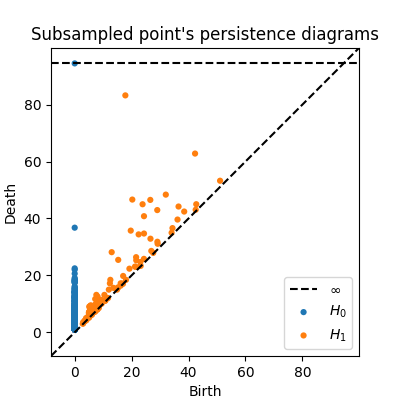 Subsampled point's persistence diagrams
Death
80
60
40
20
0
∞
H₀
H₁
0 20 40 60 80
Birth